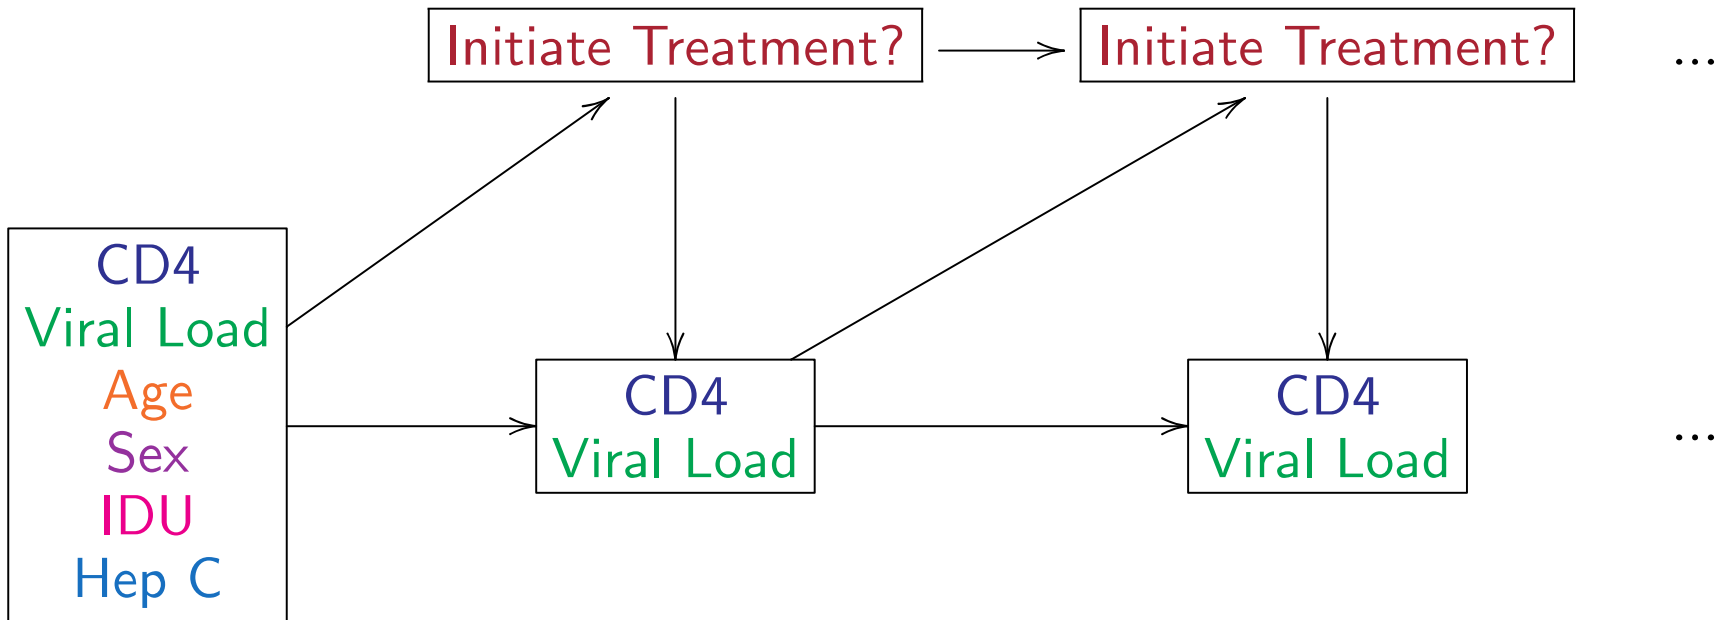 Initiate Treatment?
Initiate Treatment?
...
CD4
Viral Load
Age
Sex
IDU
Hep C
CD4
Viral Load
CD4
Viral Load
...